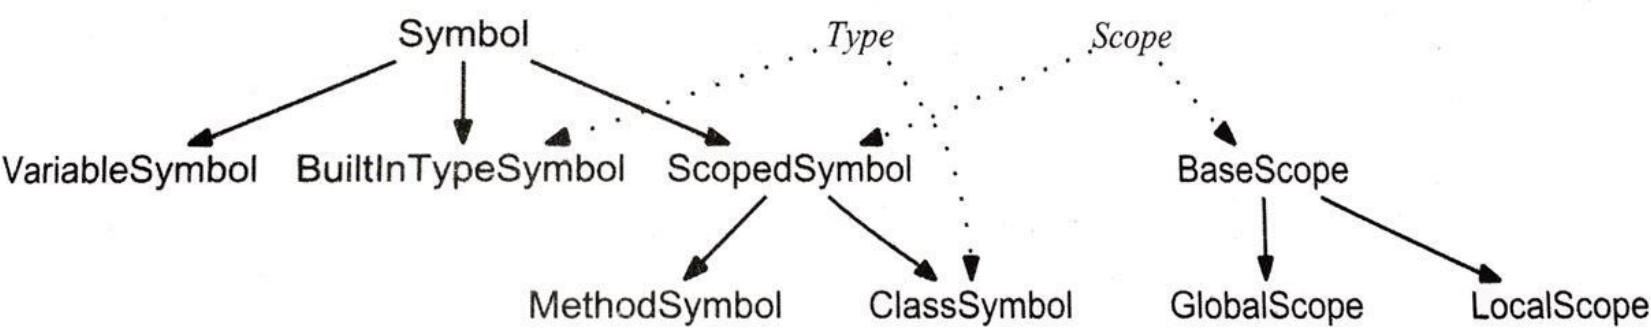 Symbol Type Scope
VariableSymbol BuiltInTypeSymbol ScopedSymbol BaseScope
MethodSymbol ClassSymbol GlobalScope LocalScope